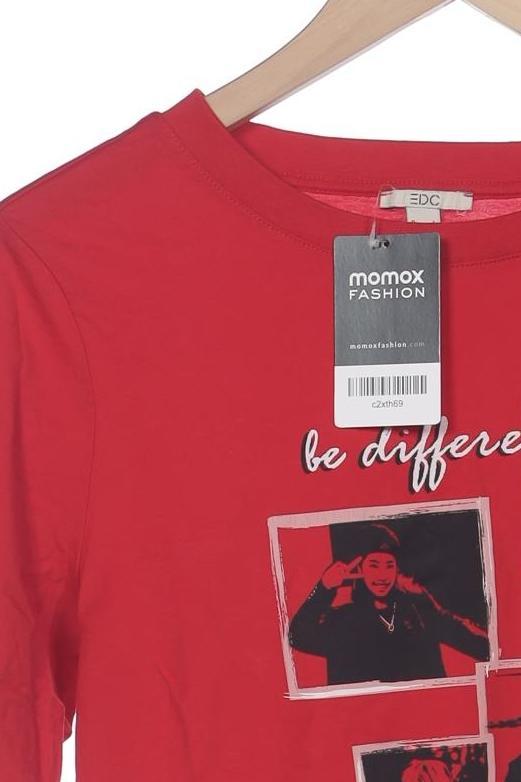 EDC
momox
FASHION
momoxfashion.com
c2xth69
be differe